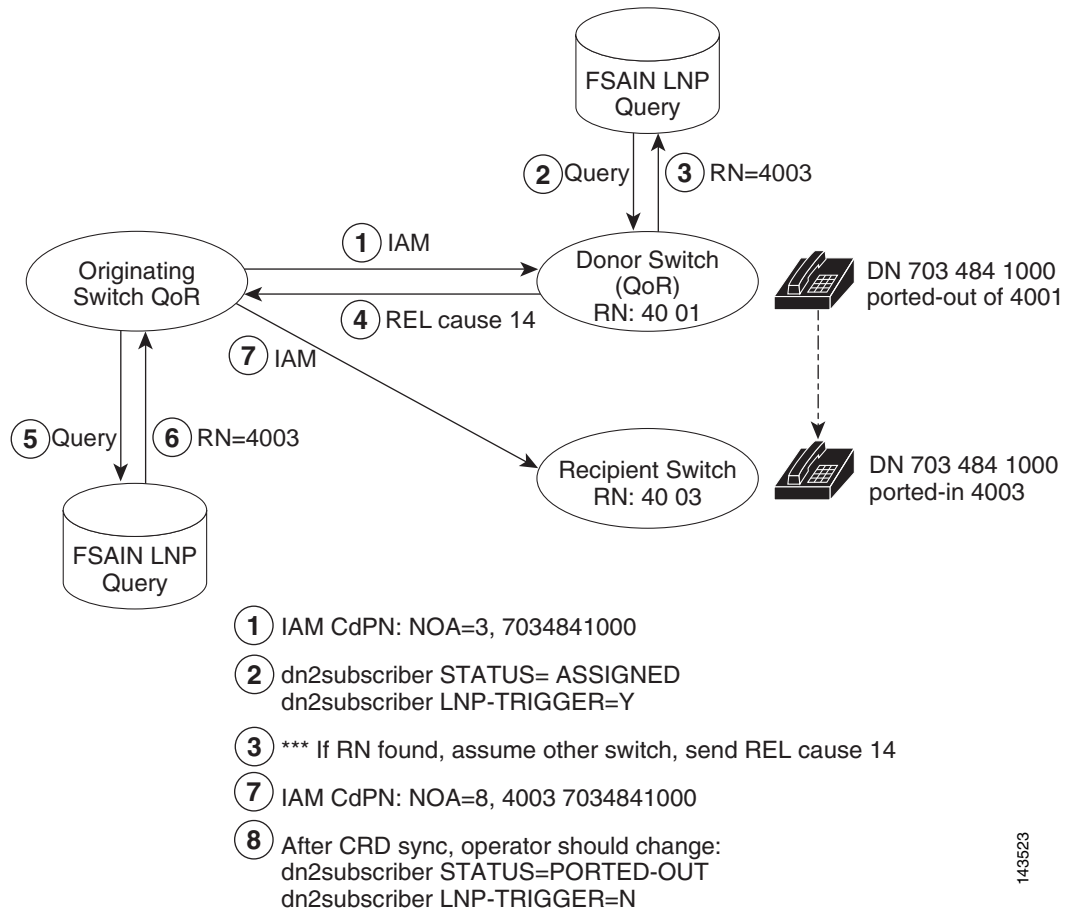 FSAIN LNP
Query
2 Query
3 RN=4003
1 IAM
Originating
Switch QoR
Donor Switch
(QoR)
RN: 40 01
DN 703 484 1000
ported-out of 4001
4 REL cause 14
7 IAM
5 Query
6 RN=4003
Recipient Switch
RN: 40 03
DN 703 484 1000
ported-in 4003
FSAIN LNP
Query
1 IAM CdPN: NOA=3, 7034841000
2 dn2subscriber STATUS= ASSIGNED
dn2subscriber LNP-TRIGGER=Y
3 *** If RN found, assume other switch, send REL cause 14
7 IAM CdPN: NOA=8, 4003 7034841000
8 After CRD sync, operator should change:
dn2subscriber STATUS=PORTED-OUT
dn2subscriber LNP-TRIGGER=N
143523